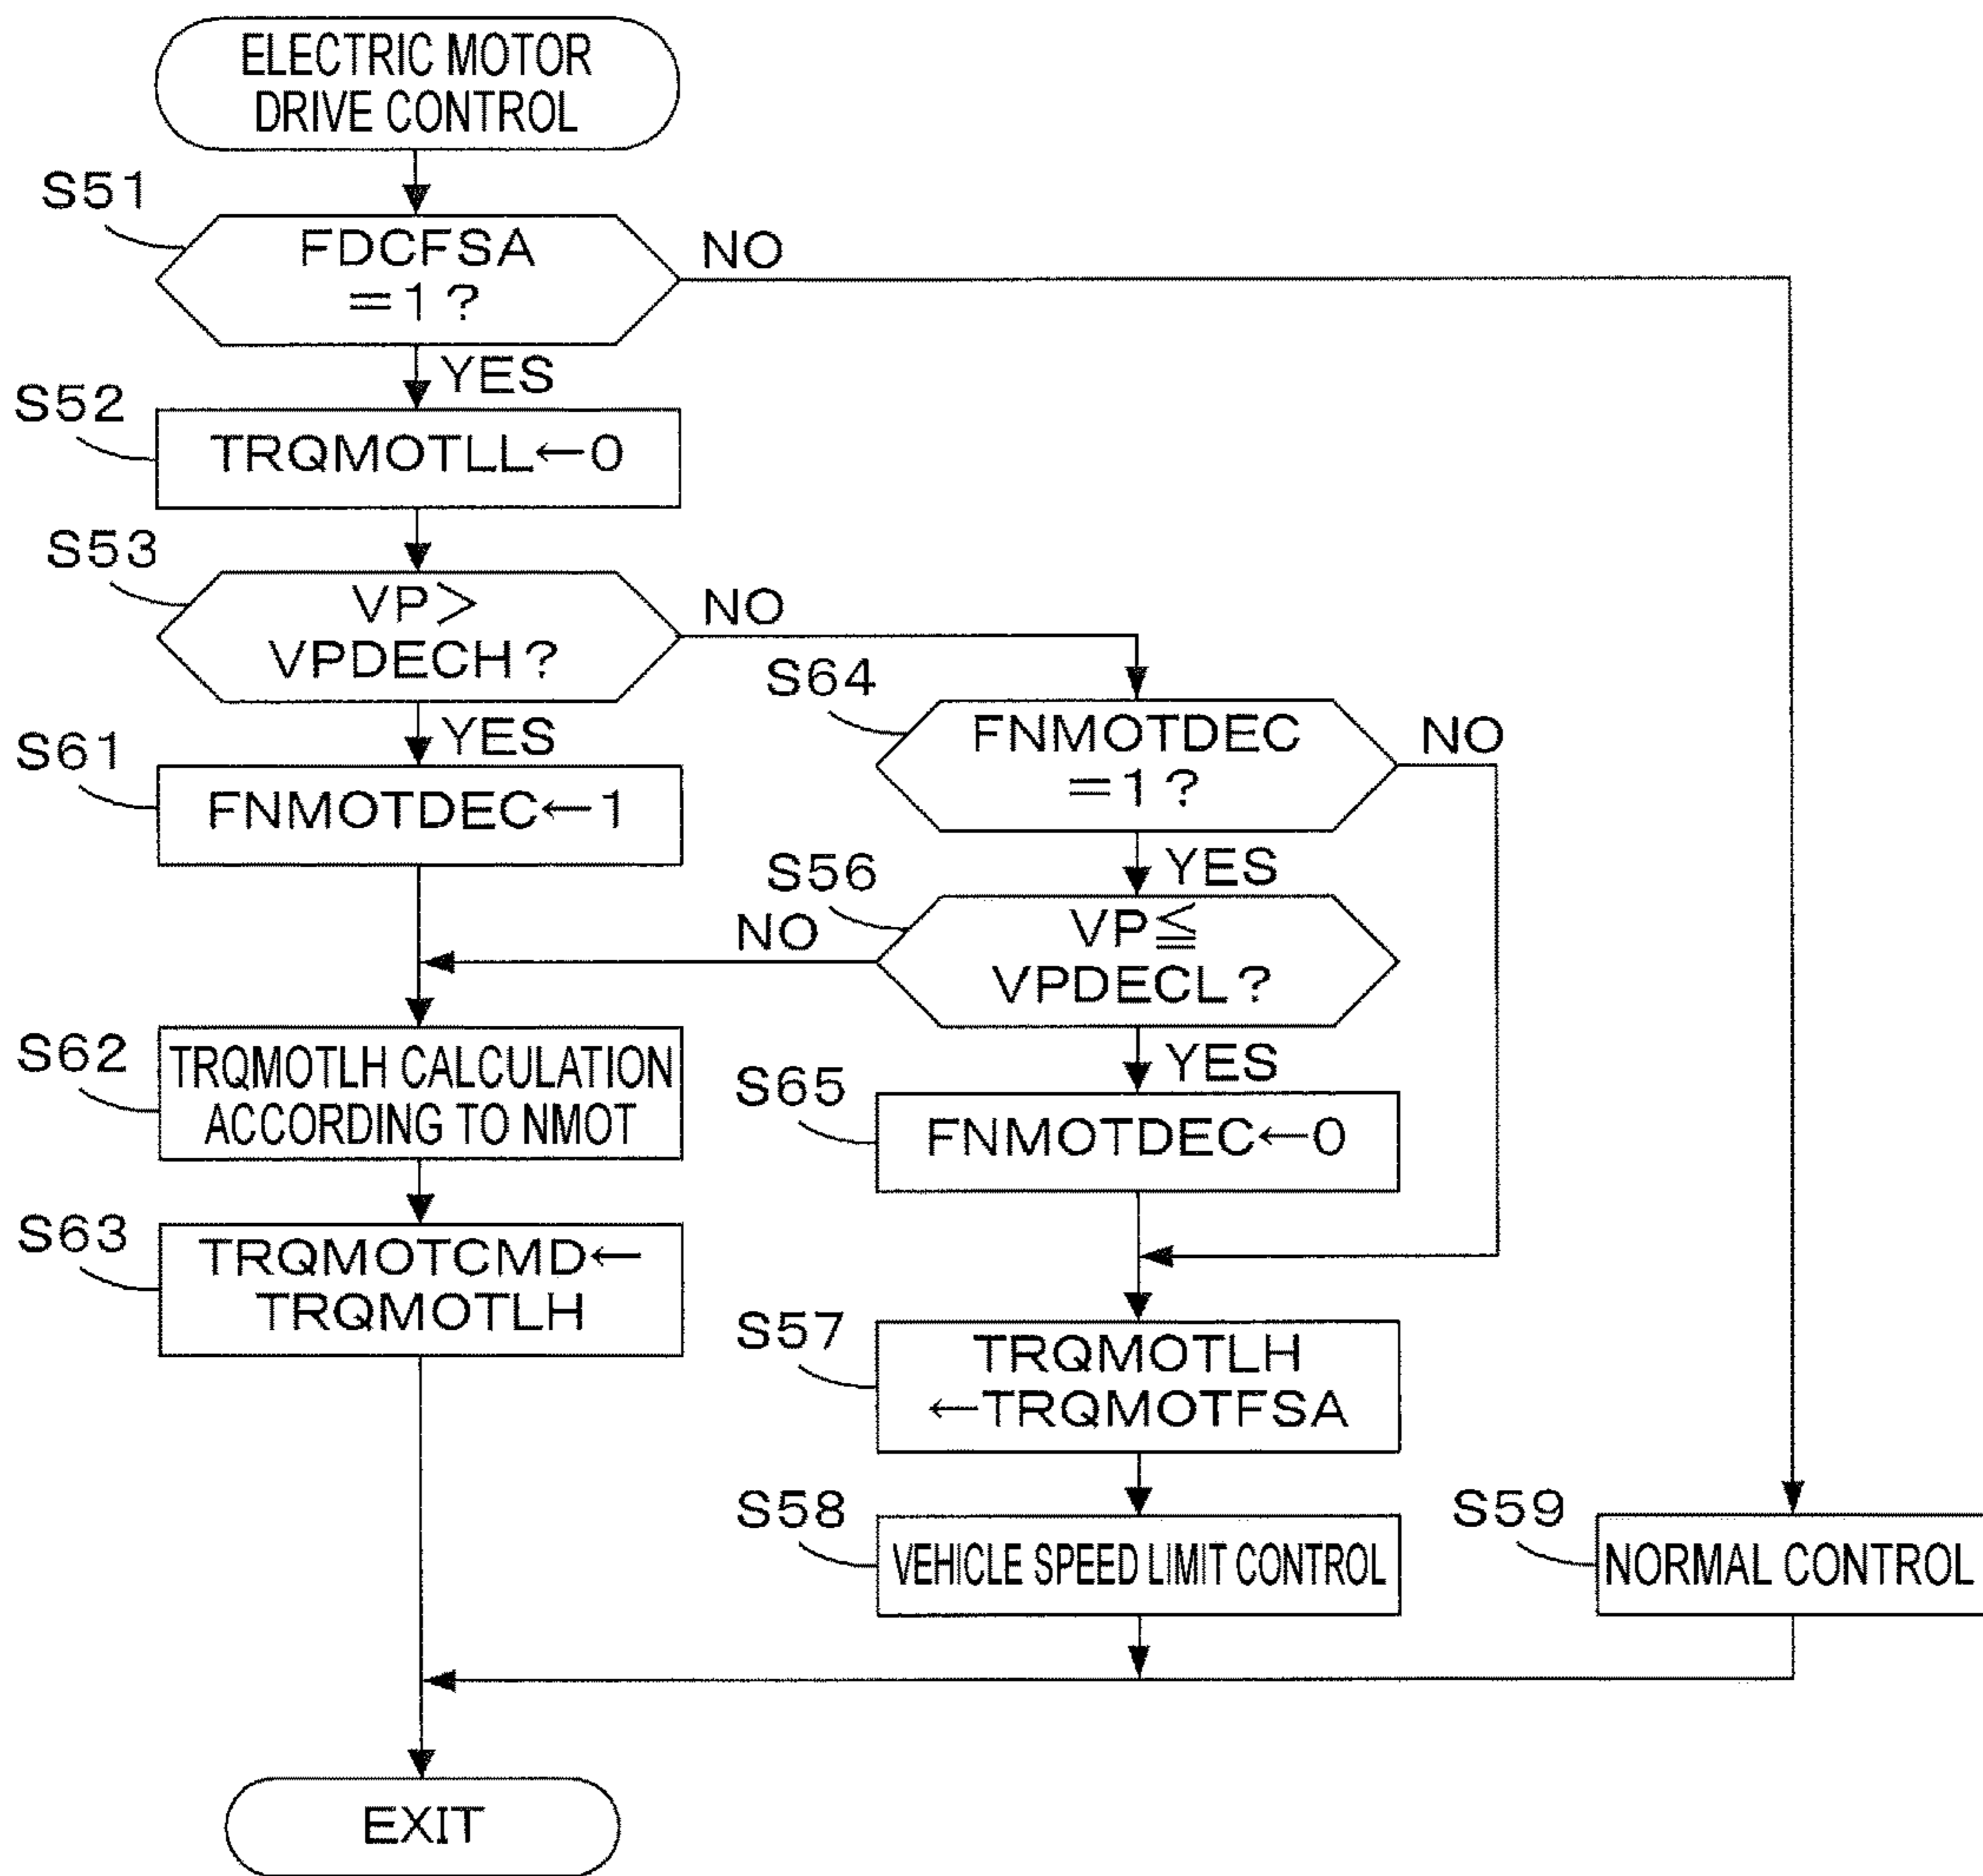 ELECTRIC MOTOR
DRIVE CONTROL
S51
FDCFSA
=1?
NO
YES
S52
TRQMOTLL←0
S53
VP>
VPDECH?
NO
YES
S61
FNMOTDEC←1
S64
FNMOTDEC
=1?
NO
YES
S56
VP≦
VPDECL?
NO
YES
S62
TRQMOTLH CALCULATION
ACCORDING TO NMOT
S65
FNMOTDEC←0
S63
TRQMOTCMD←
TRQMOTLH
S57
TRQMOTLH
←TRQMOTFSA
S58
VEHICLE SPEED LIMIT CONTROL
S59
NORMAL CONTROL
EXIT